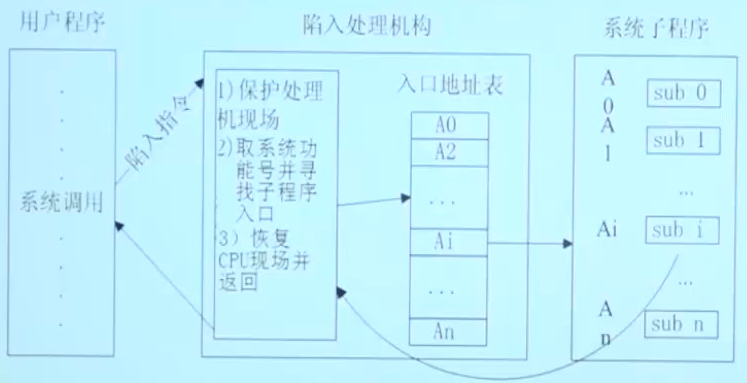 用户程序
陷入处理机构
系统子程序
系统调用
陷入指令
1)保护处理
机现场
2)取系统功
能号并寻
找子程序
入口
3) 恢复
CPU现场并
返回
入口地址表
A0
A2
...
Ai
...
An
A
0
sub 0
A
1
sub 1
...
Ai
sub i
...
A
n
sub n